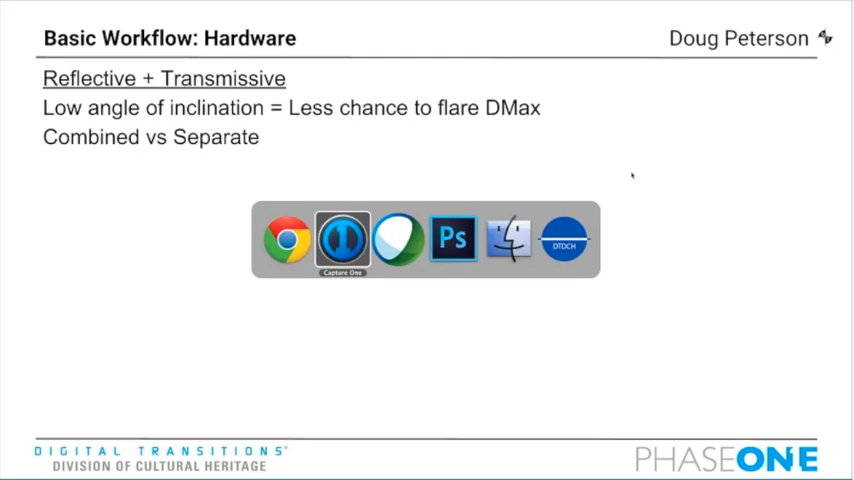 Basic Workflow: Hardware
Doug Peterson
Reflective + Transmissive
Low angle of inclination = Less chance to flare DMax
Combined vs Separate
1
Ps
DTDCH
Capture One
DIGITAL TRANSITIONS
DIVISION OF CULTURAL HERITAGE
PHASEONE